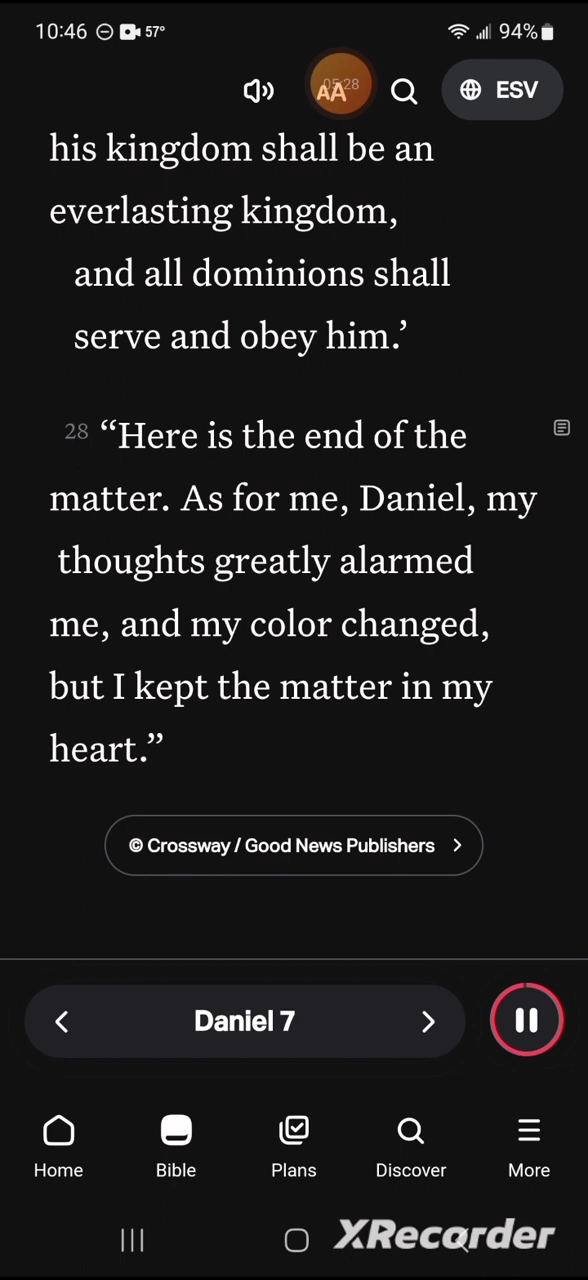 10:46 57° 94%
05:28
AA ESV
his kingdom shall be an
everlasting kingdom,
and all dominions shall
serve and obey him.’
28 “Here is the end of the
matter. As for me, Daniel, my
thoughts greatly alarmed
me, and my color changed,
but I kept the matter in my
heart.”
© Crossway / Good News Publishers
Daniel 7
Home Bible Plans Discover More
XRecorder